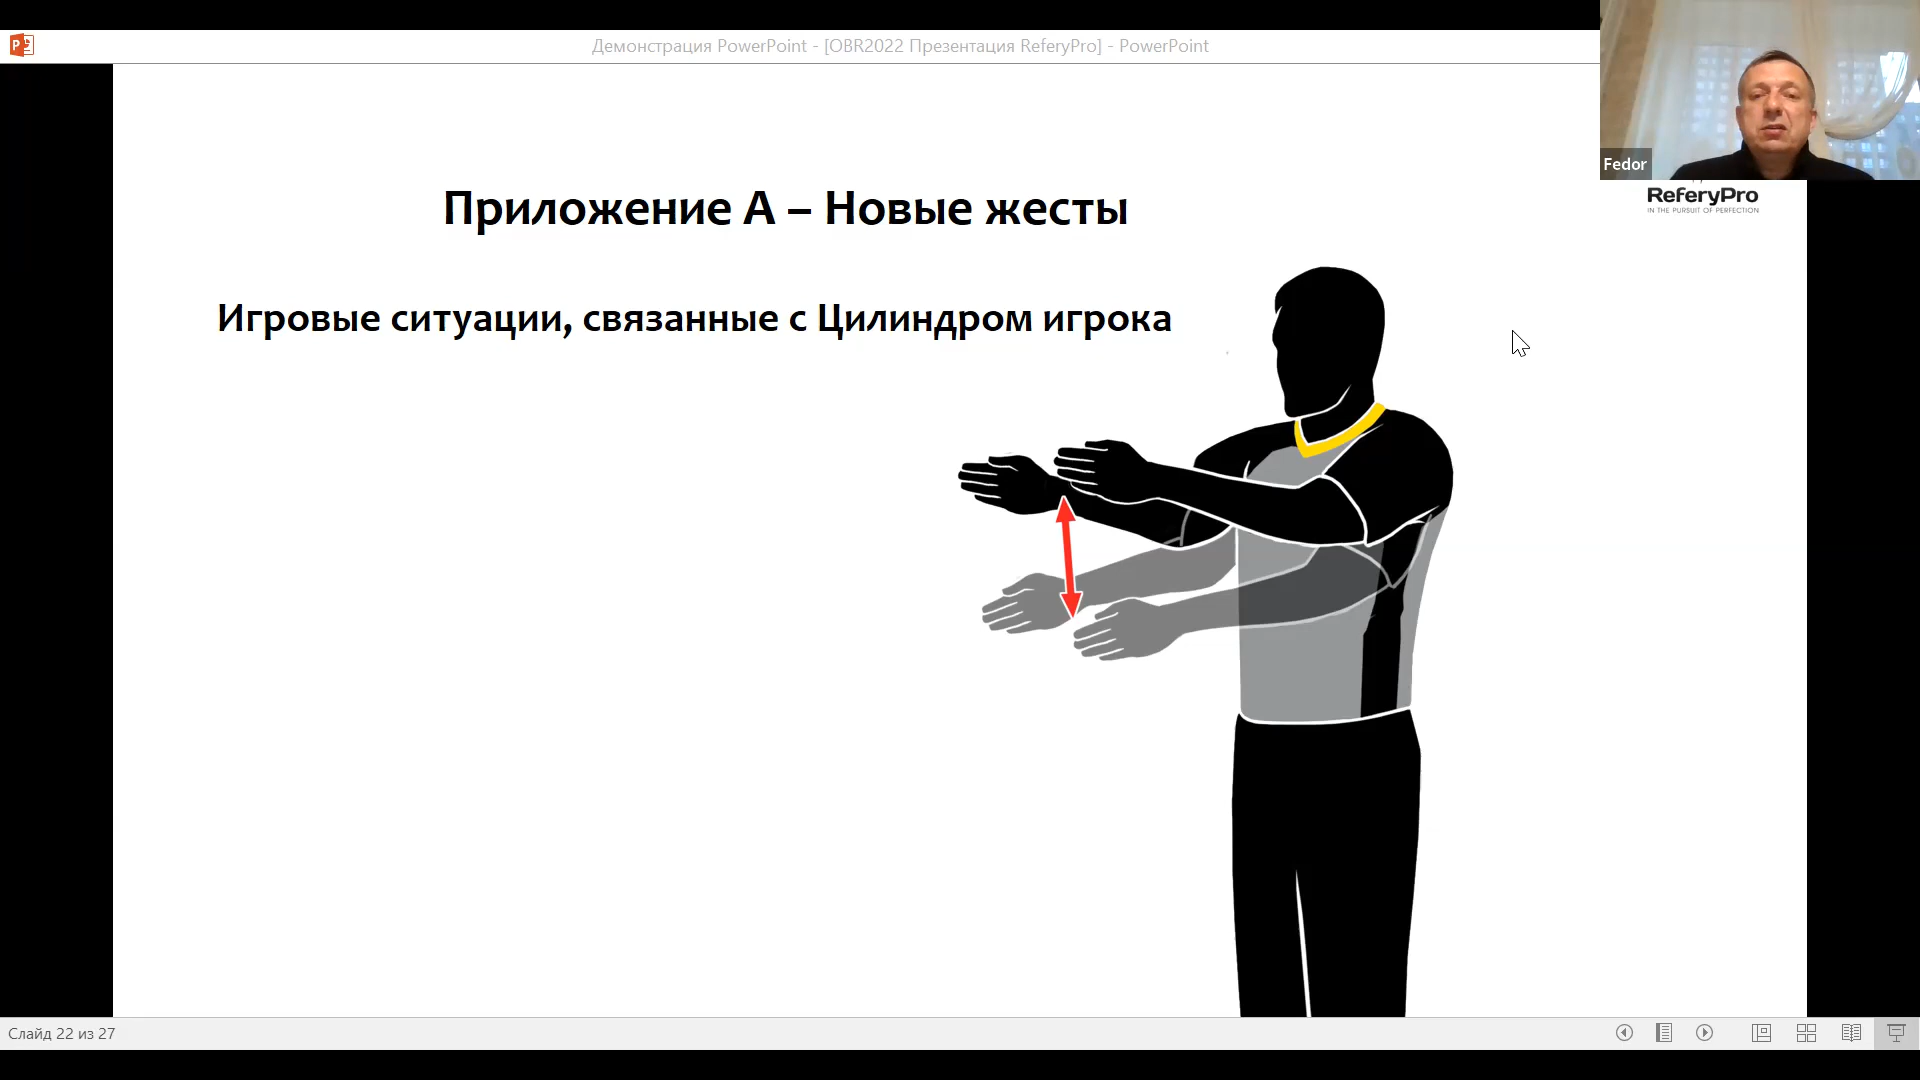 Демонстрация PowerPoint - [OBR2022 Презентация ReferyPro] - PowerPoint
Fedor
ReferyPro
IN THE PURSUIT OF PERFECTION
Приложение А – Новые жесты
Игровые ситуации, связанные с Цилиндром игрока
Слайд 22 из 27